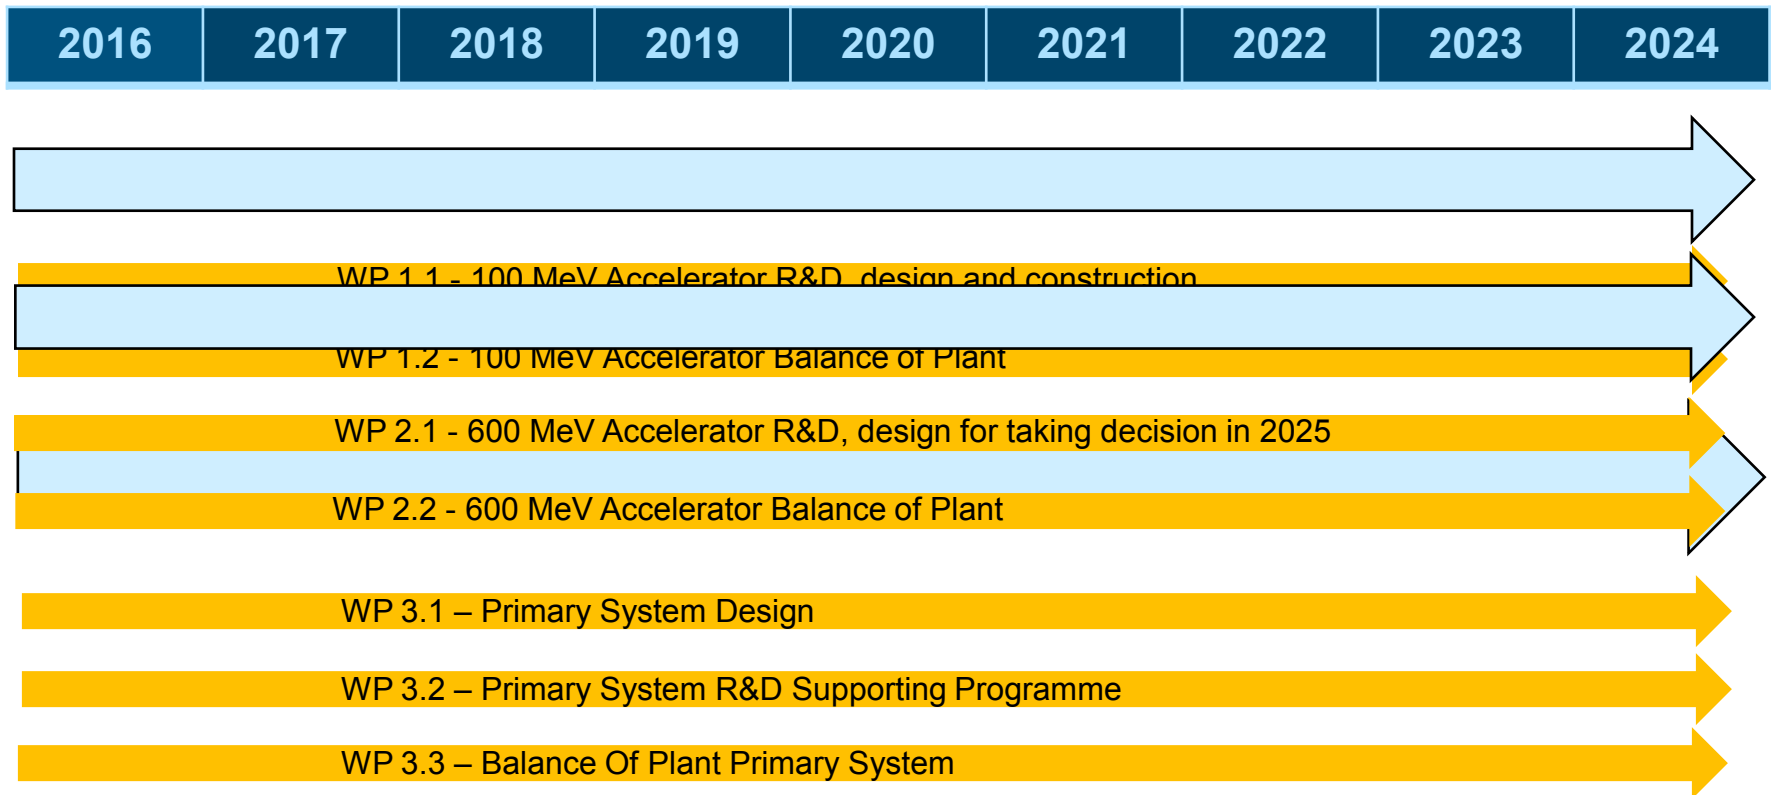 2016 2017 2018 2019 2020 2021 2022 2023 2024
WP 1.1 - 100 MeV Accelerator R&D, design and construction
WP 1.2 - 100 MeV Accelerator Balance of Plant
WP 2.1 - 600 MeV Accelerator R&D, design for taking decision in 2025
WP 2.2 - 600 MeV Accelerator Balance of Plant
WP 3.1 – Primary System Design
WP 3.2 – Primary System R&D Supporting Programme
WP 3.3 – Balance Of Plant Primary System